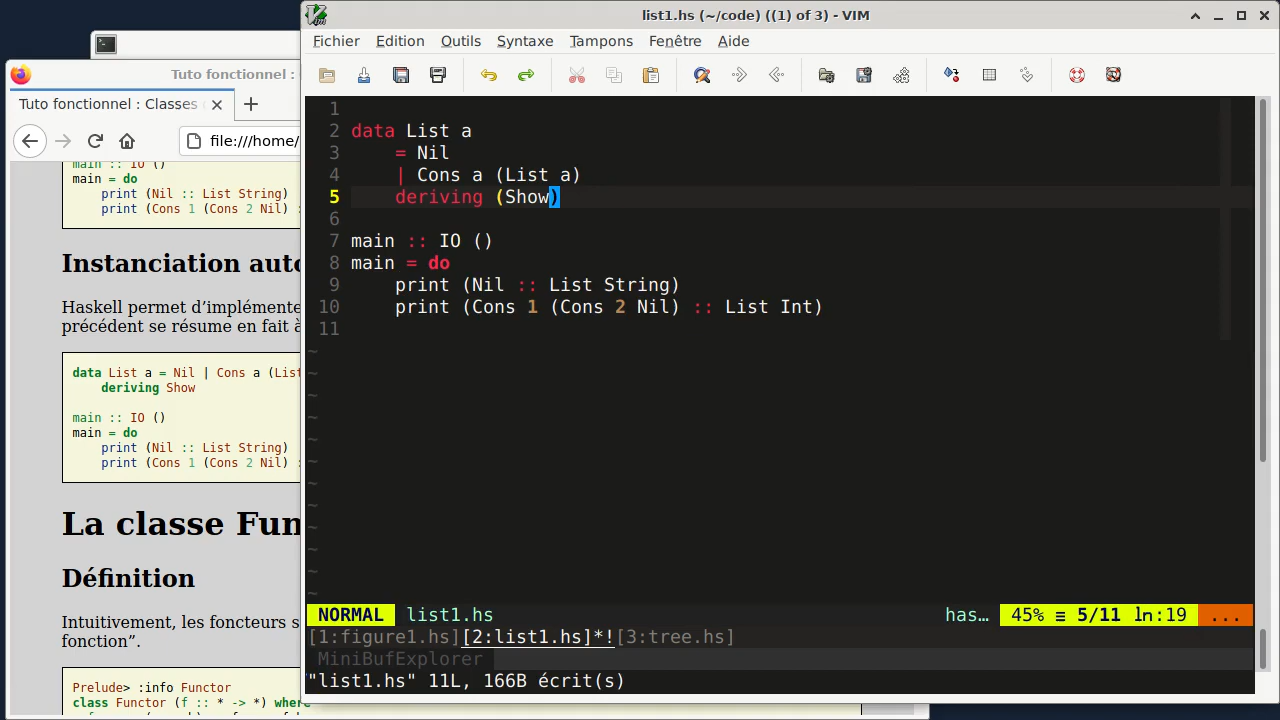 list1.hs (~/code) ((1) of 3) - VIM
Fichier Edition Outils Syntaxe Tampons Fenêtre Aide
1
2 data List a
3 = Nil
4 | Cons a (List a)
5 deriving (Show)
6
7 main :: IO ()
8 main = do
9 print (Nil :: List String)
10 print (Cons 1 (Cons 2 Nil) :: List Int)
11
~
~
~
~
~
~
~
~
~
~
~
~
NORMAL list1.hs has… 45% ≡ 5/11 ln:19 ...
[1:figure1.hs][2:list1.hs]*![3:tree.hs]
MiniBufExplorer
"list1.hs" 11L, 166B écrit(s)
Tuto fonctionnel :
Tuto fonctionnel : Classes
file:///home/
main :: IO ()
main = do
print (Nil :: List String)
print (Cons 1 (Cons 2 Nil) :
Instanciation auto
Haskell permet d’implémente
précédent se résume en fait à
data List a = Nil | Cons a (List
deriving Show
main :: IO ()
main = do
print (Nil :: List String)
print (Cons 1 (Cons 2 Nil) :
La classe Fun
Définition
Intuitivement, les foncteurs s
fonction”.
Prelude> :info Functor
class Functor (f :: * -> *) where